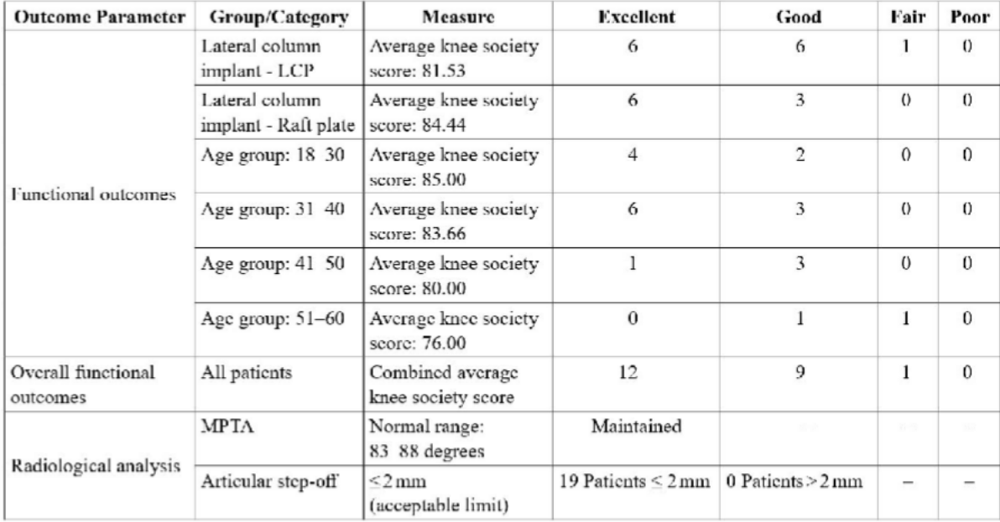 Outcome Parameter Group/Category Measure Excellent Good Fair Poor
Functional outcomes
Lateral column implant - LCP Average knee society score: 81.53 6 6 1 0
Lateral column implant - Raft plate Average knee society score: 84.44 6 3 0 0
Age group: 18 30 Average knee society score: 85.00 4 2 0 0
Age group: 31 40 Average knee society score: 83.66 6 3 0 0
Age group: 41 50 Average knee society score: 80.00 1 3 0 0
Age group: 51–60 Average knee society score: 76.00 0 1 1 0
Overall functional outcomes All patients Combined average knee society score 12 9 1 0
Radiological analysis
MPTA Normal range: 83 88 degrees Maintained
Articular step-off ≤2 mm (acceptable limit) 19 Patients ≤ 2 mm 0 Patients > 2 mm – –